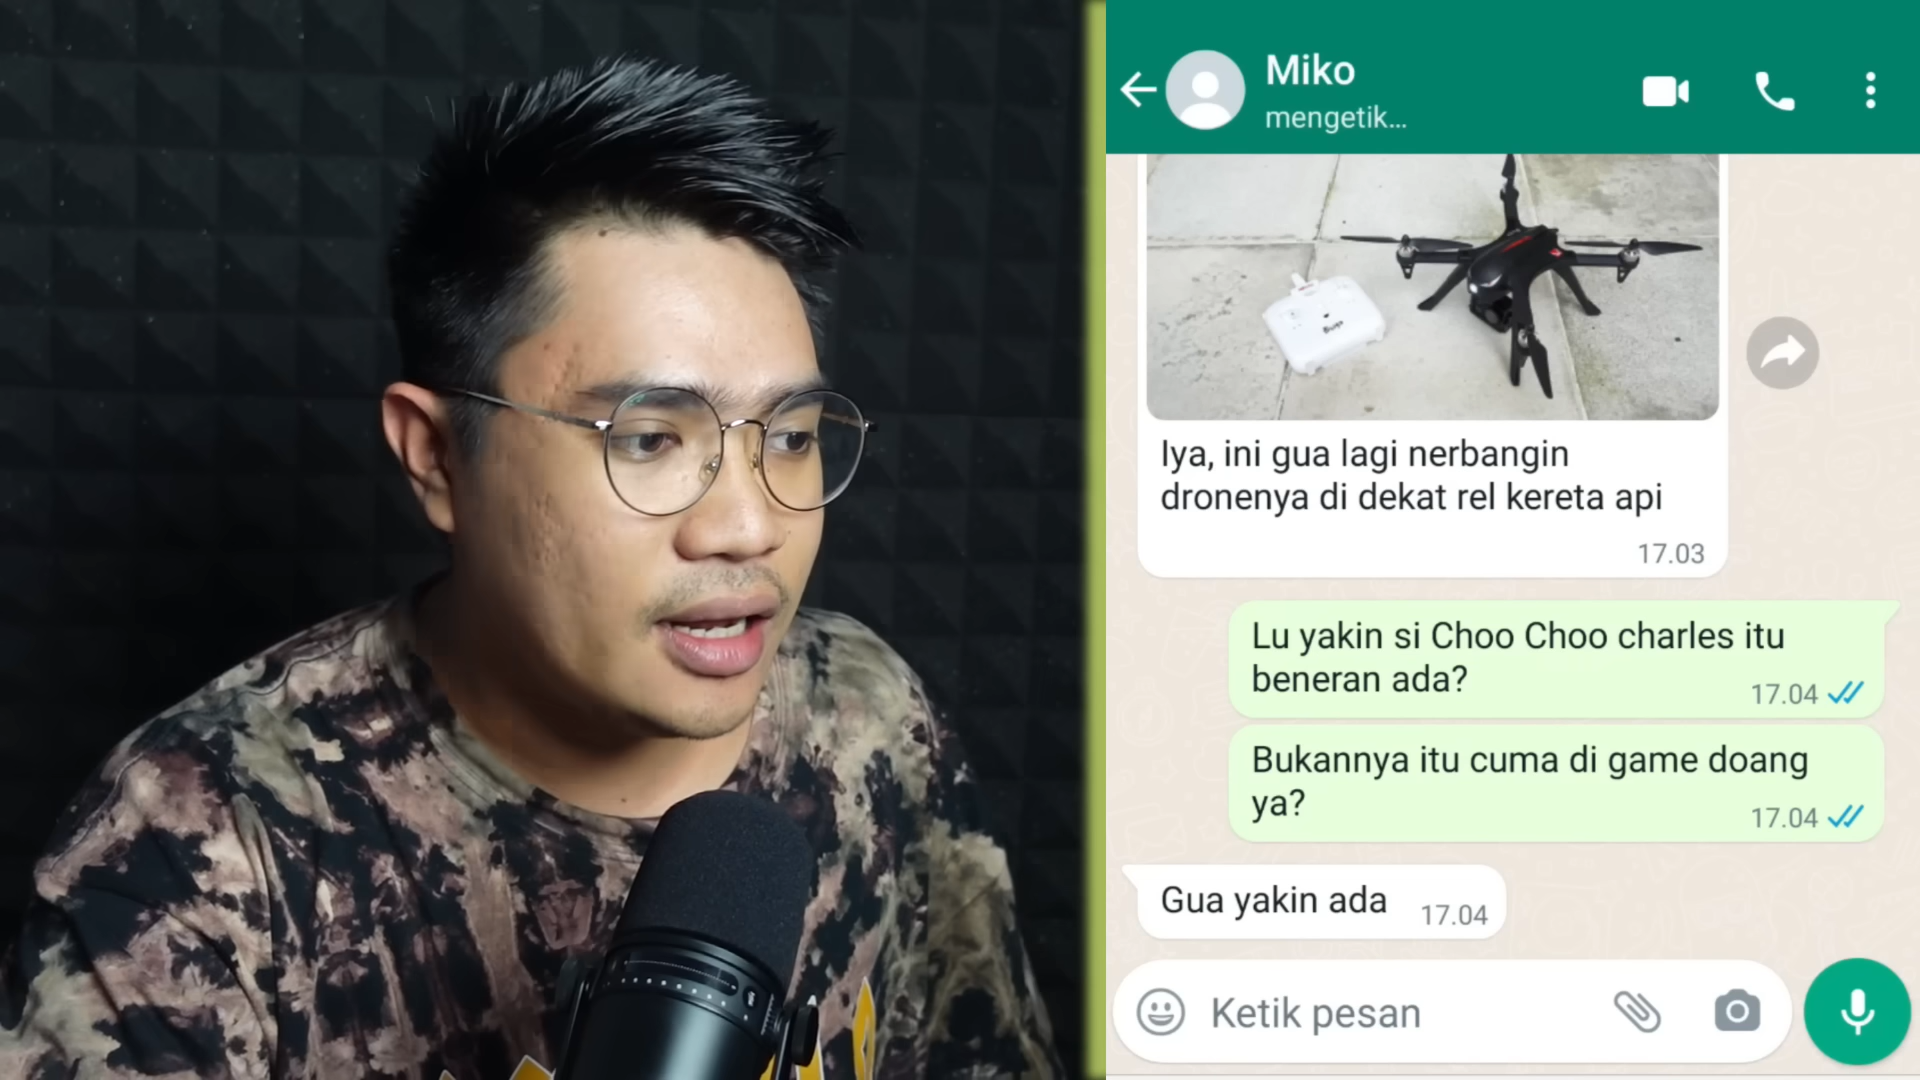 Miko
mengetik...
Iya, ini gua lagi nerbangin
dronenya di dekat rel kereta api
17.03
Lu yakin si Choo Choo charles itu
beneran ada?
17.04
Bukannya itu cuma di game doang
ya?
17.04
Gua yakin ada
17.04
Ketik pesan